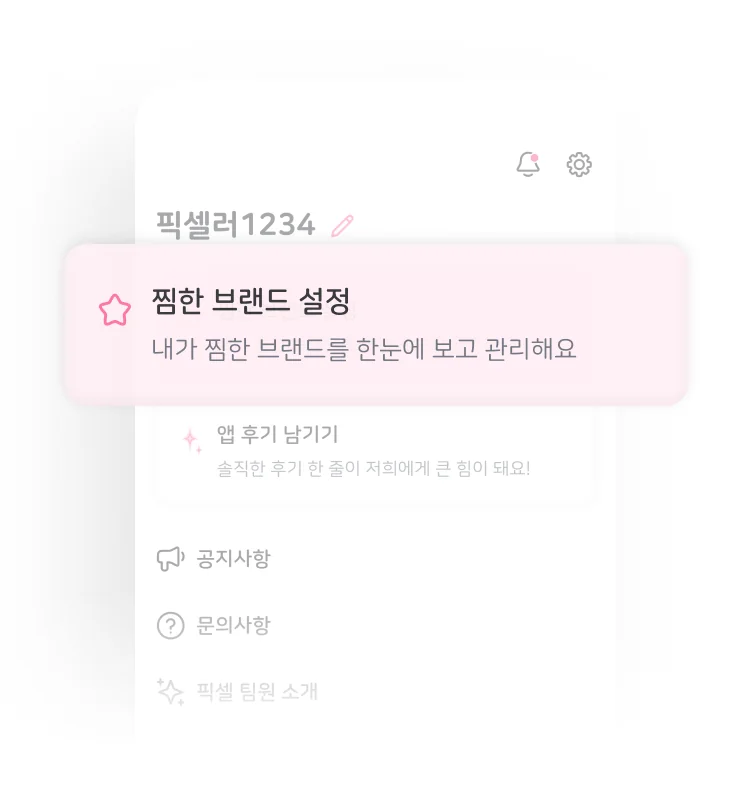 픽셀러1234
찜한 브랜드 설정
내가 찜한 브랜드를 한눈에 보고 관리해요
앱 후기 남기기
솔직한 후기 한 줄이 저희에게 큰 힘이 돼요!
공지사항
문의사항
픽셀 팀원 소개